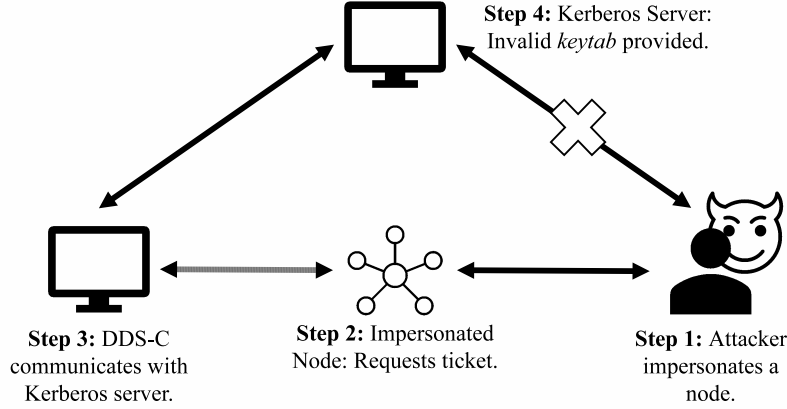 Step 4: Kerberos Server:
Invalid keytab provided.
Step 3: DDS-C
communicates with
Kerberos server.
Step 2: Impersonated
Node: Requests ticket.
Step 1: Attacker
impersonates a
node.